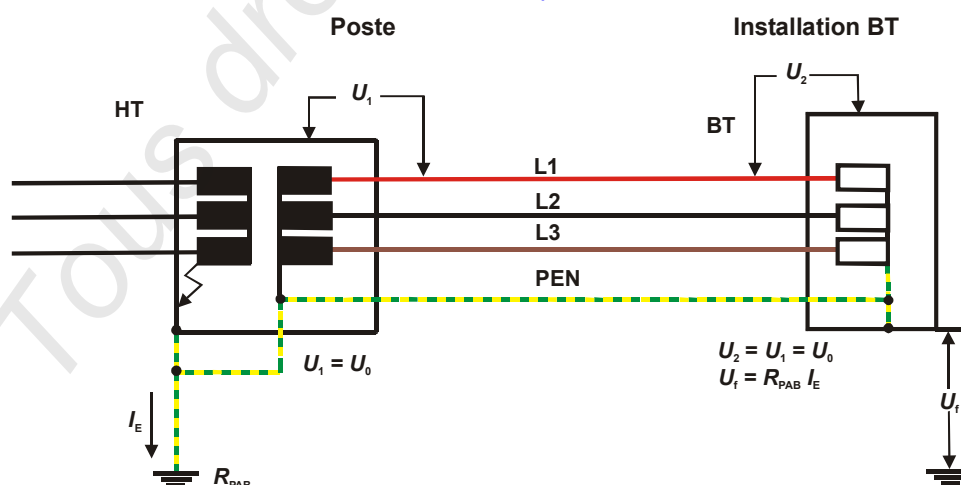 Poste
Installation BT
U1
U2
HT
BT
L1
L2
L3
PEN
U1 = U0
U2 = U1 = U0
Uf = RPAB IE
Uf
IE
RPAB
Tous